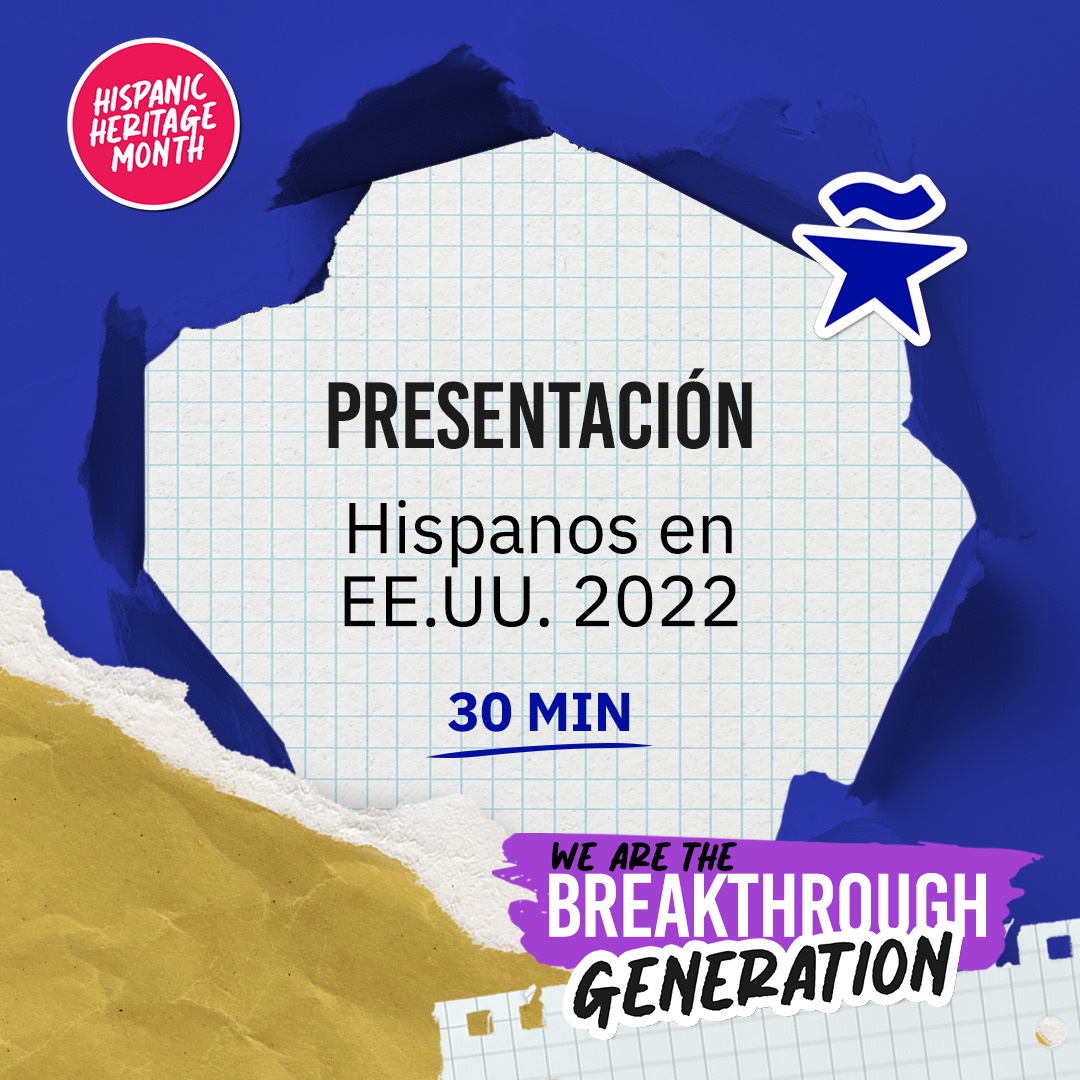 HISPANIC
HERITAGE
MONTH
PRESENTACIÓN
Hispanos en
EE.UU. 2022
30 MIN
WE ARE THE
BREAKTHROUGH
GENERATION